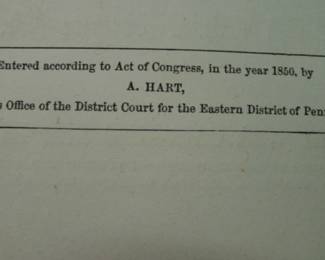 Entered according to Act of Congress, in the year 1850, by
A. HART,
Office of the District Court for the Eastern District of Pen